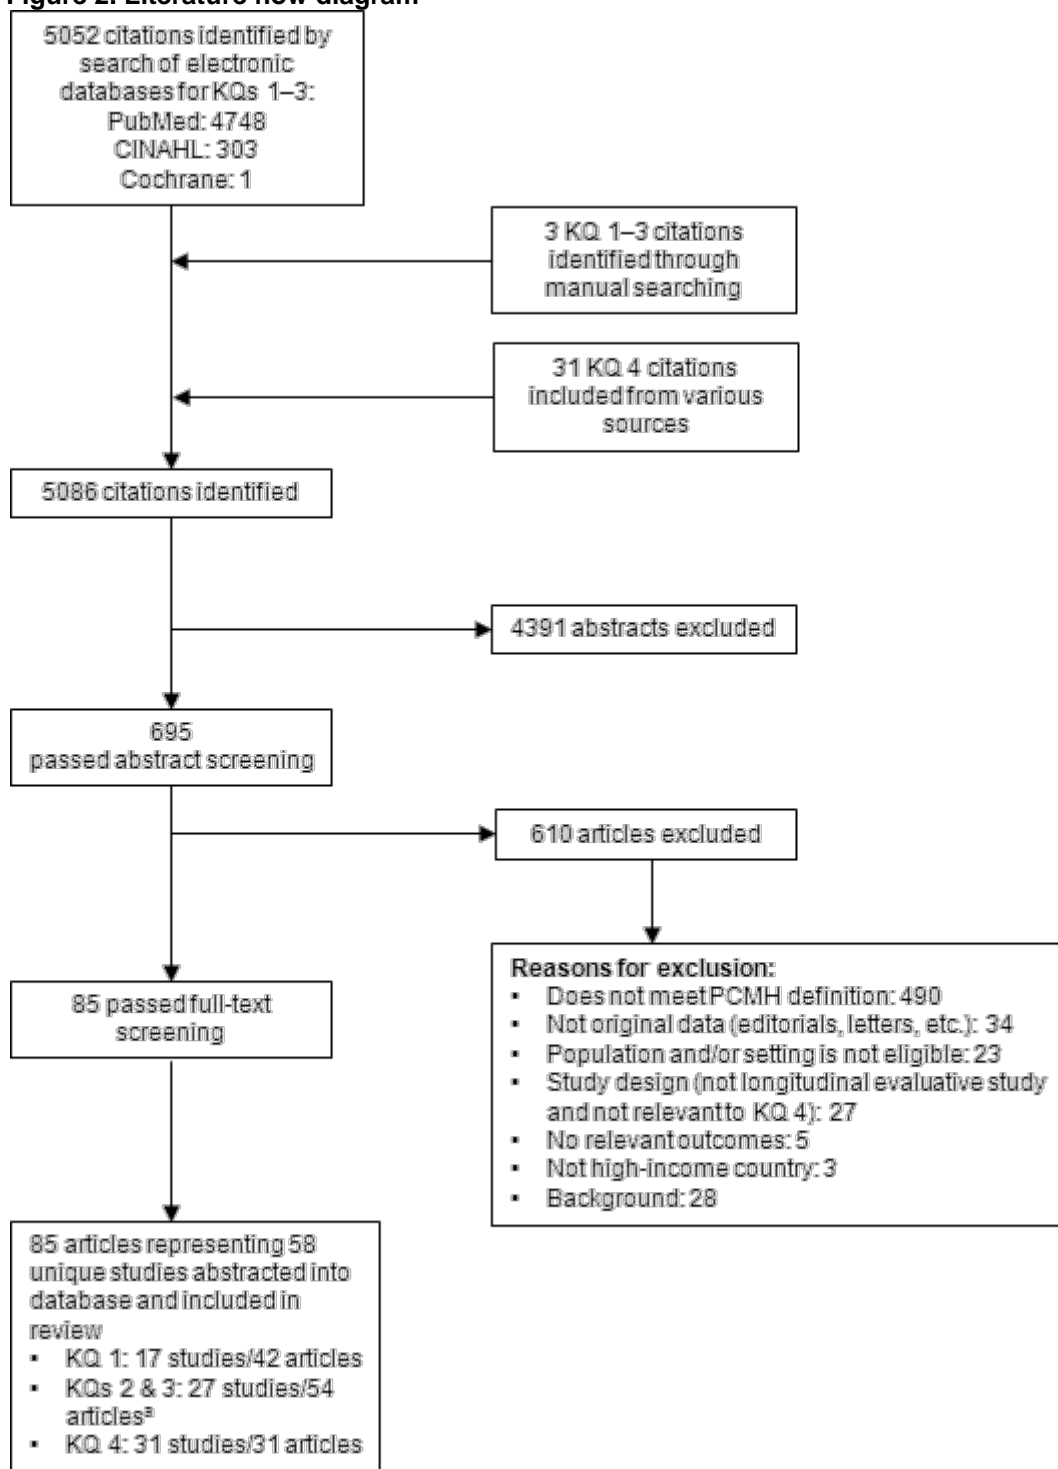 Figure 2. Literature flow diagram
5052 citations identified by
search of electronic
databases for KQs 1–3:
PubMed: 4748
CINAHL: 303
Cochrane: 1
3 KQ 1–3 citations
identified through
manual searching
31 KQ 4 citations
included from various
sources
5086 citations identified
4391 abstracts excluded
695
passed abstract screening
610 articles excluded
85 passed full-text
screening
Reasons for exclusion:
▪ Does not meet PCMH definition: 490
▪ Not original data (editorials, letters, etc.): 34
▪ Population and/or setting is not eligible: 23
▪ Study design (not longitudinal evaluative study
and not relevant to KQ 4): 27
▪ No relevant outcomes: 5
▪ Not high-income country: 3
▪ Background: 28
85 articles representing 58
unique studies abstracted into
database and included in
review
▪ KQ 1: 17 studies/42 articles
▪ KQs 2 & 3: 27 studies/54
articlesª
▪ KQ 4: 31 studies/31 articles